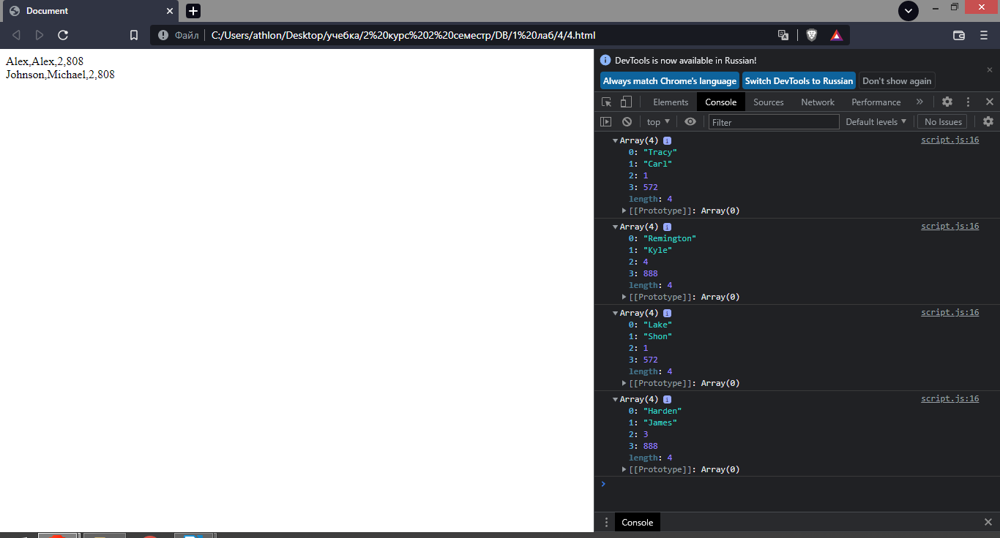 Document
Файл
C:/Users/athlon/Desktop/учебка/2%20курс%202%20семестр/DB/1%20лаб/4/4.html
Alex,Alex,2,808
Johnson,Michael,2,808
DevTools is now available in Russian!
Always match Chrome's language Switch DevTools to Russian Don't show again
Elements Console Sources Network Performance
top Filter Default levels No Issues
Array(4) script.js:16
0: "Tracy"
1: "Carl"
2: 1
3: 572
length: 4
[[Prototype]]: Array(0)
Array(4) script.js:16
0: "Remington"
1: "Kyle"
2: 4
3: 888
length: 4
[[Prototype]]: Array(0)
Array(4) script.js:16
0: "Lake"
1: "Shon"
2: 1
3: 572
length: 4
[[Prototype]]: Array(0)
Array(4) script.js:16
0: "Harden"
1: "James"
2: 3
3: 888
length: 4
[[Prototype]]: Array(0)
Console